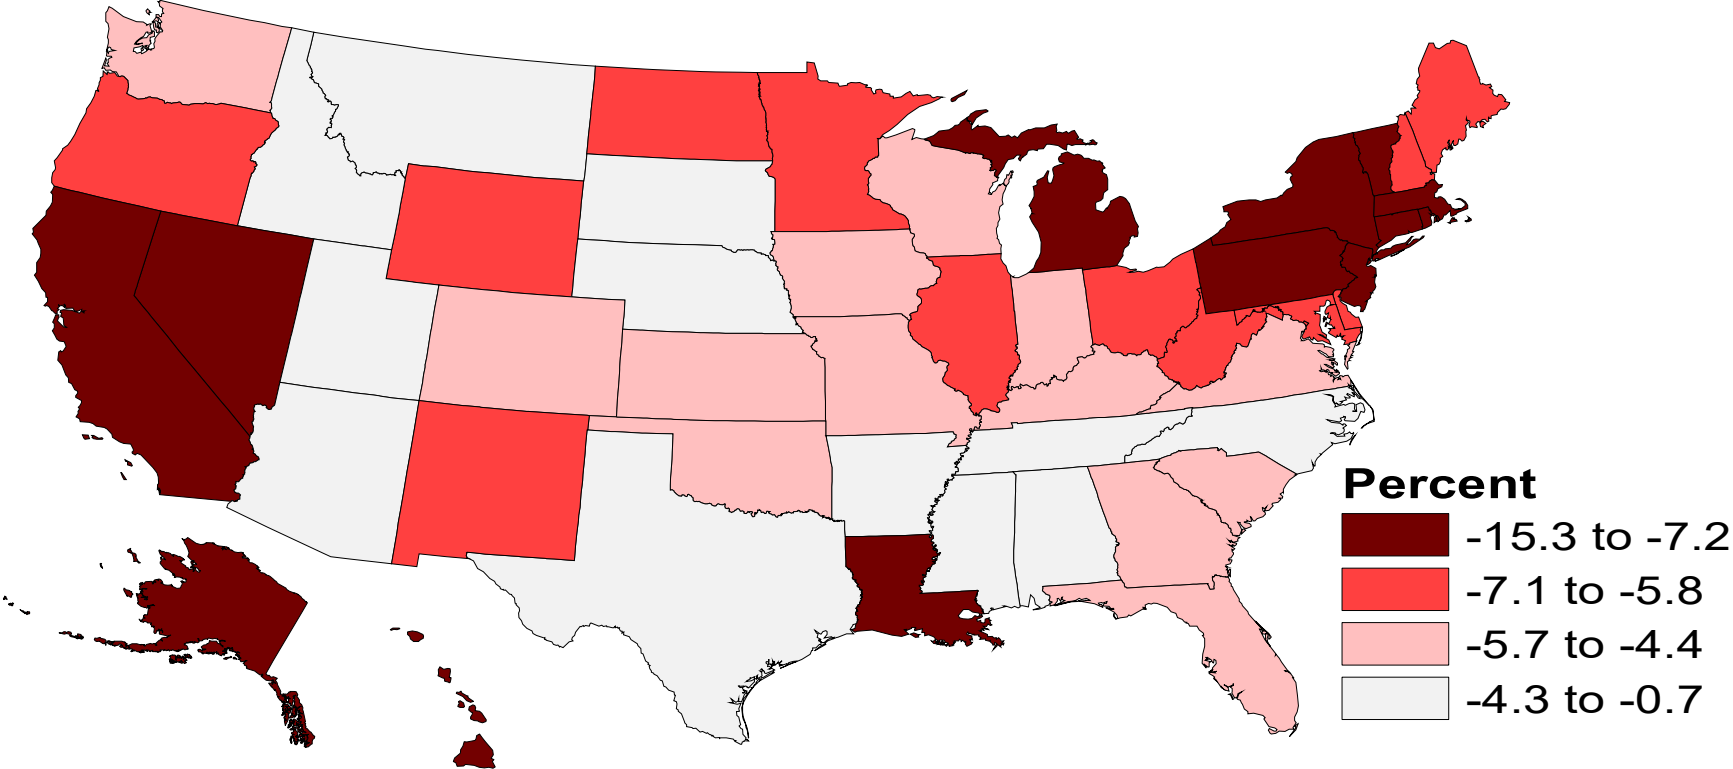 Percent
-15.3 to -7.2
-7.1 to -5.8
-5.7 to -4.4
-4.3 to -0.7